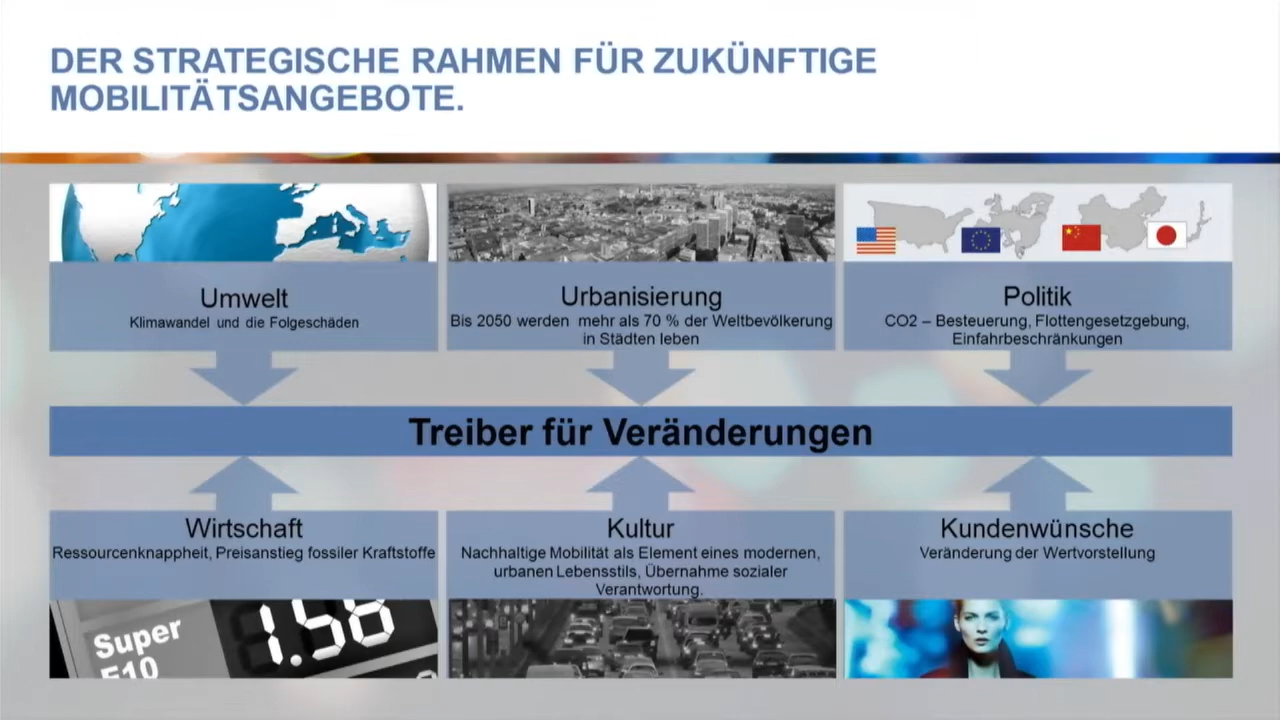 DER STRATEGISCHE RAHMEN FÜR ZUKÜNFTIGE
MOBILITÄTSANGEBOTE.
Umwelt
Klimawandel und die Folgeschäden
Urbanisierung
Bis 2050 werden mehr als 70 % der Weltbevölkerung
in Städten leben
Politik
CO2 – Besteuerung, Flottengesetzgebung,
Einfahrbeschränkungen
Treiber für Veränderungen
Wirtschaft
Ressourcenknappheit, Preisanstieg fossiler Kraftstoffe
Kultur
Nachhaltige Mobilität als Element eines modernen,
urbanen Lebensstils, Übernahme sozialer
Verantwortung.
Kundenwünsche
Veränderung der Wertvorstellung
Super
E10
1.58